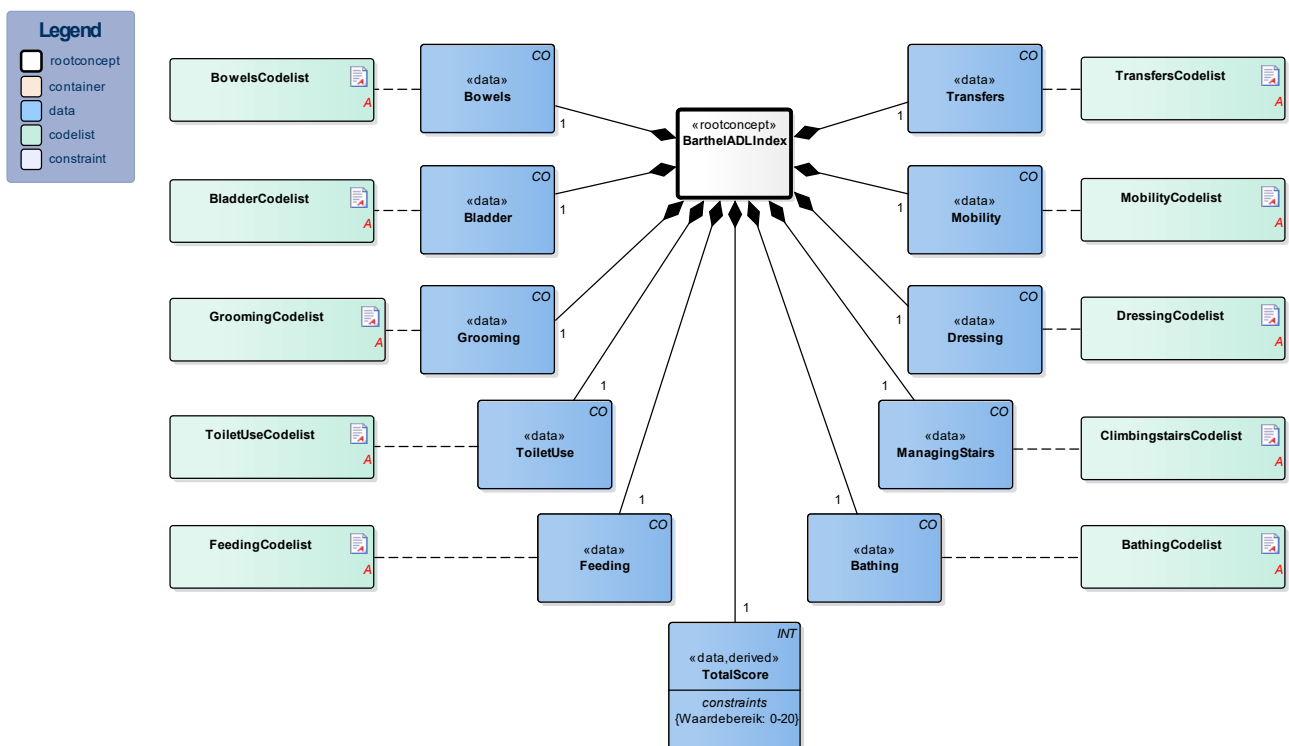 Legend
rootconcept
container
data
codelist
constraint
BowelsCodelist
A
CO
«data»
Bowels
1
«rootconcept»
BarthelADLIndex
CO
«data»
Transfers
1
TransfersCodelist
A
BladderCodelist
A
CO
«data»
Bladder
1
CO
«data»
Mobility
1
MobilityCodelist
A
GroomingCodelist
A
CO
«data»
Grooming
1
CO
«data»
Dressing
1
DressingCodelist
A
ToiletUseCodelist
A
1
CO
«data»
ToiletUse
1
CO
«data»
ManagingStairs
ClimbingstairsCodelist
A
FeedingCodelist
A
1
CO
«data»
Feeding
1
CO
«data»
Bathing
BathingCodelist
A
1
INT
«data,derived»
TotalScore
constraints
{Waardebereik: 0-20}